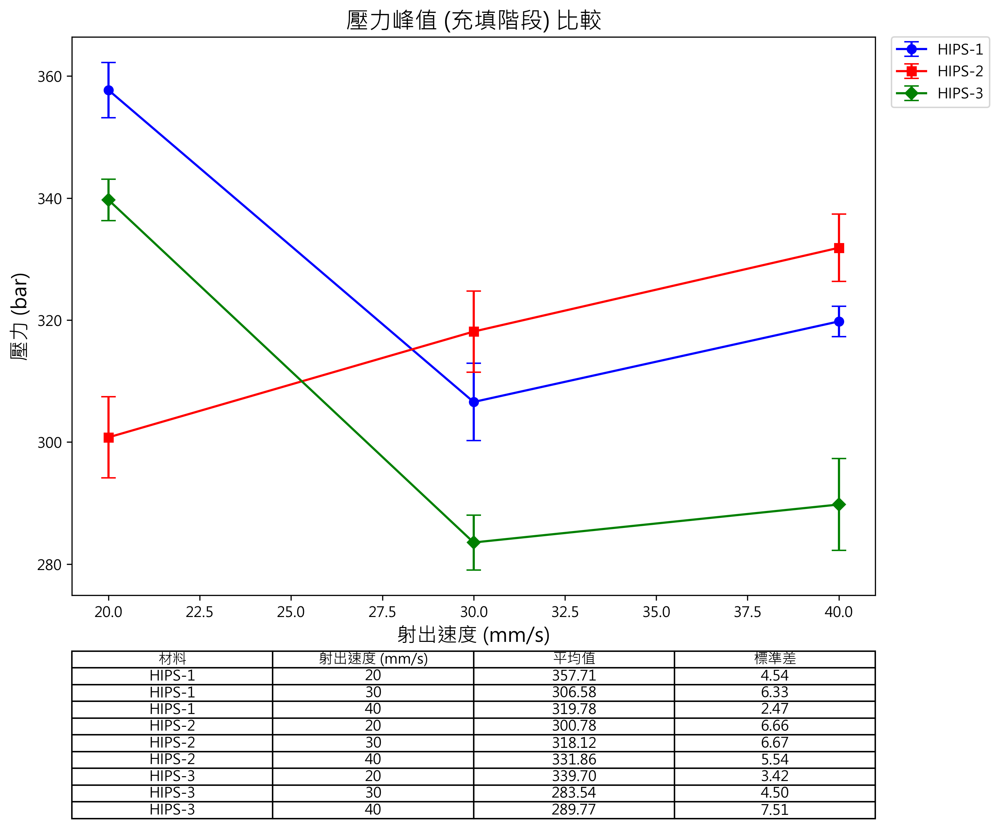 壓力峰值 (充填階段) 比較
HIPS-1
HIPS-2
HIPS-3
360
340
320
300
280
壓力 (bar)
20.0 22.5 25.0 27.5 30.0 32.5 35.0 37.5 40.0
射出速度 (mm/s)
材料 射出速度 (mm/s) 平均值 標準差
HIPS-1 20 357.71 4.54
HIPS-1 30 306.58 6.33
HIPS-1 40 319.78 2.47
HIPS-2 20 300.78 6.66
HIPS-2 30 318.12 6.67
HIPS-2 40 331.86 5.54
HIPS-3 20 339.70 3.42
HIPS-3 30 283.54 4.50
HIPS-3 40 289.77 7.51